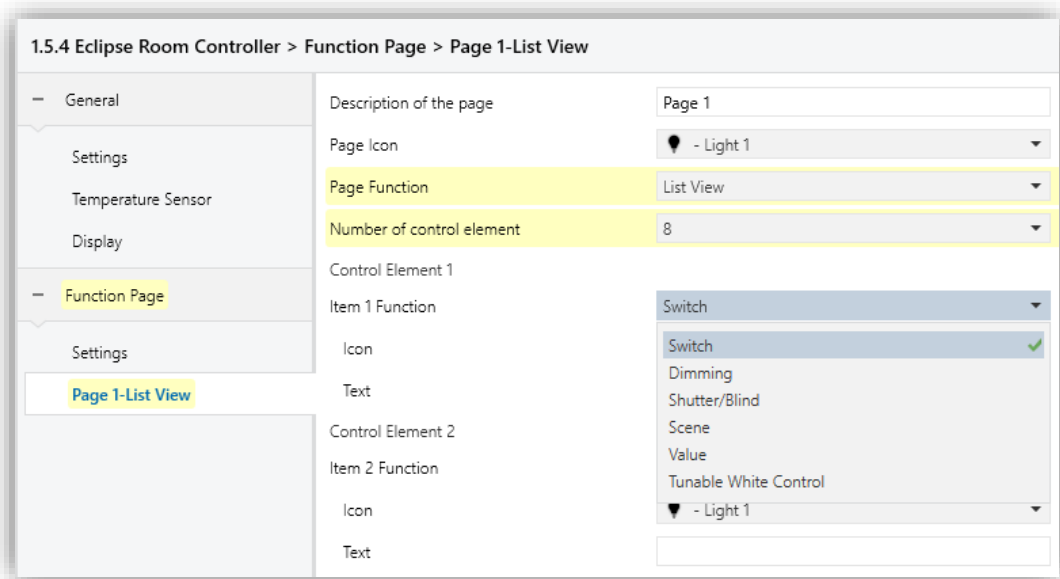 1.5.4 Eclipse Room Controller > Function Page > Page 1-List View
– General
Settings
Temperature Sensor
Display
– Function Page
Settings
Page 1-List View
Description of the page Page 1
Page Icon - Light 1
Page Function List View
Number of control element 8
Control Element 1
Item 1 Function Switch
Icon Switch
Dimming
Text Shutter/Blind
Control Element 2 Scene
Value
Item 2 Function Tunable White Control
Icon - Light 1
Text